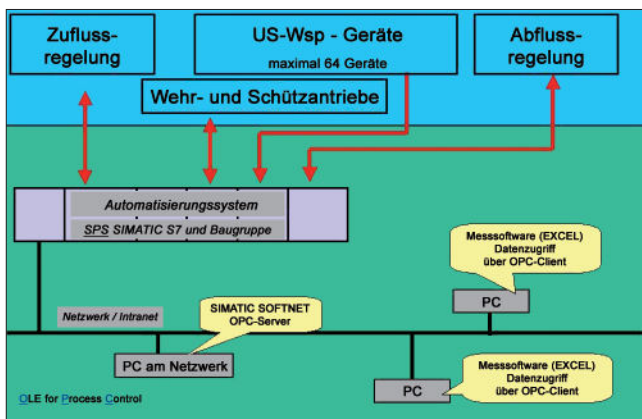 Zufluss-
regelung
US-Wsp - Geräte
maximal 64 Geräte
Abfluss-
regelung
Wehr- und Schützantriebe
Automatisierungssystem
SPS SIMATIC S7 und Baugruppe
Messsoftware (EXCEL)
Datenzugriff
über OPC-Client
PC
Netzwerk / Intranet
SIMATIC SOFTNET
OPC-Server
PC am Netzwerk
Messsoftware (EXCEL)
Datenzugriff
über OPC-Client
PC
OLE for Process Control